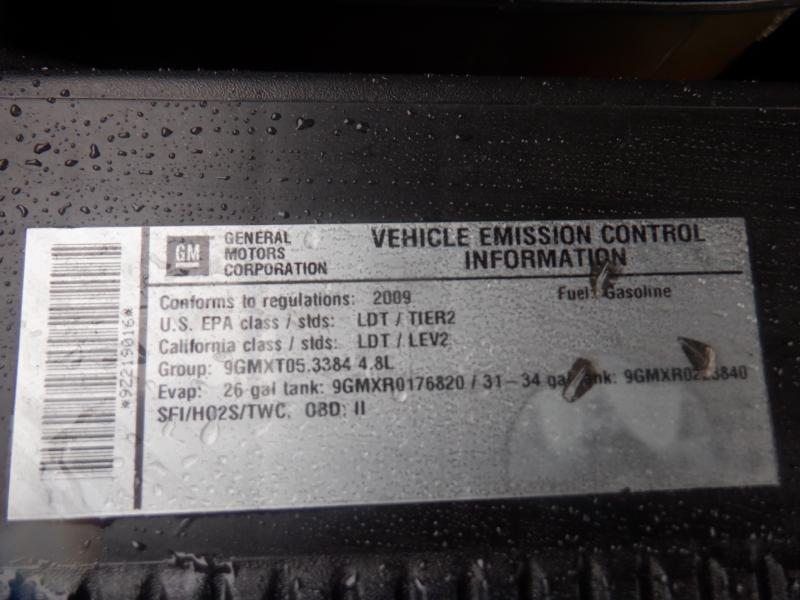 GM
GENERAL
MOTORS
CORPORATION
VEHICLE EMISSION CONTROL
INFORMATION
Conforms to regulations: 2009
Fuel: Gasoline
U.S. EPA class / stds: LDT / TIER2
California class / stds: LDT / LEV2
Group: 9GMXT05.3384 4.8L
Evap: 26 gal tank: 9GMXR0176820 / 31-34 gal tank:
SFI/HO2S/TWC, OBD: II
*92219016*